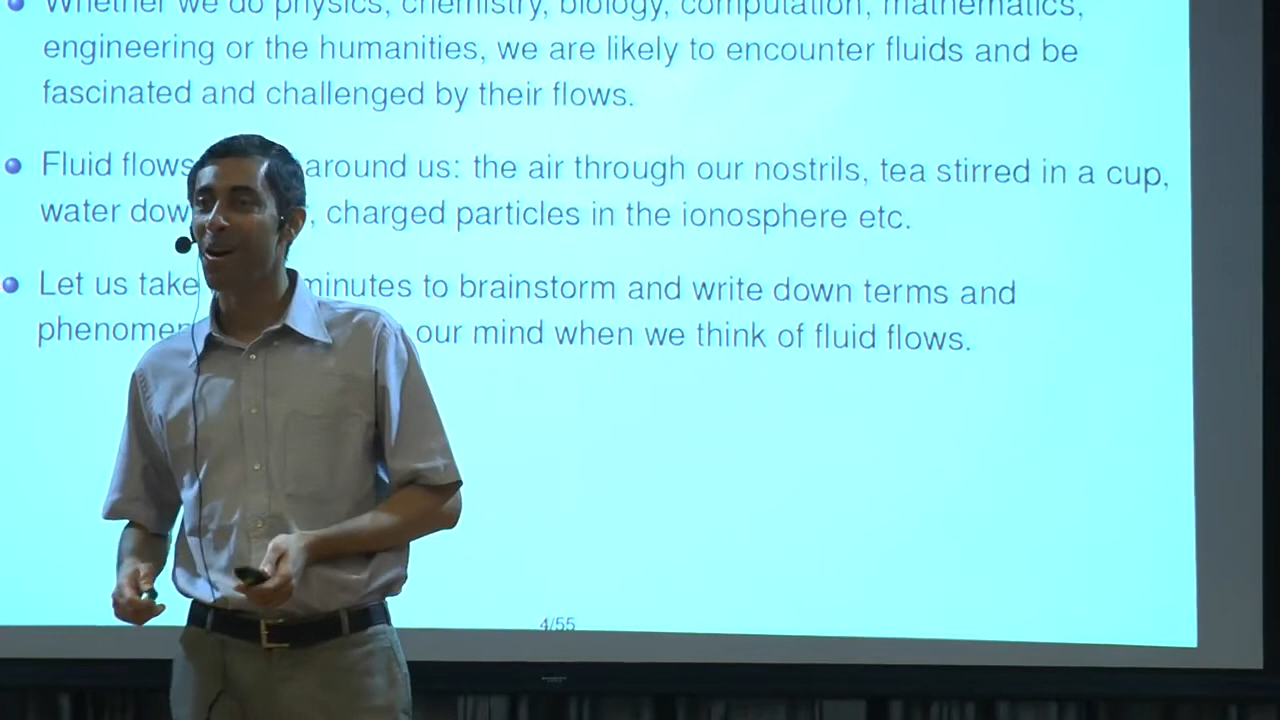 Whether we do physics, chemistry, biology, computation, mathematics,
engineering or the humanities, we are likely to encounter fluids and be
fascinated and challenged by their flows.
Fluid flows around us: the air through our nostrils, tea stirred in a cup,
water dow , charged particles in the ionosphere etc.
Let us take minutes to brainstorm and write down terms and
phenomen our mind when we think of fluid flows.
4/55